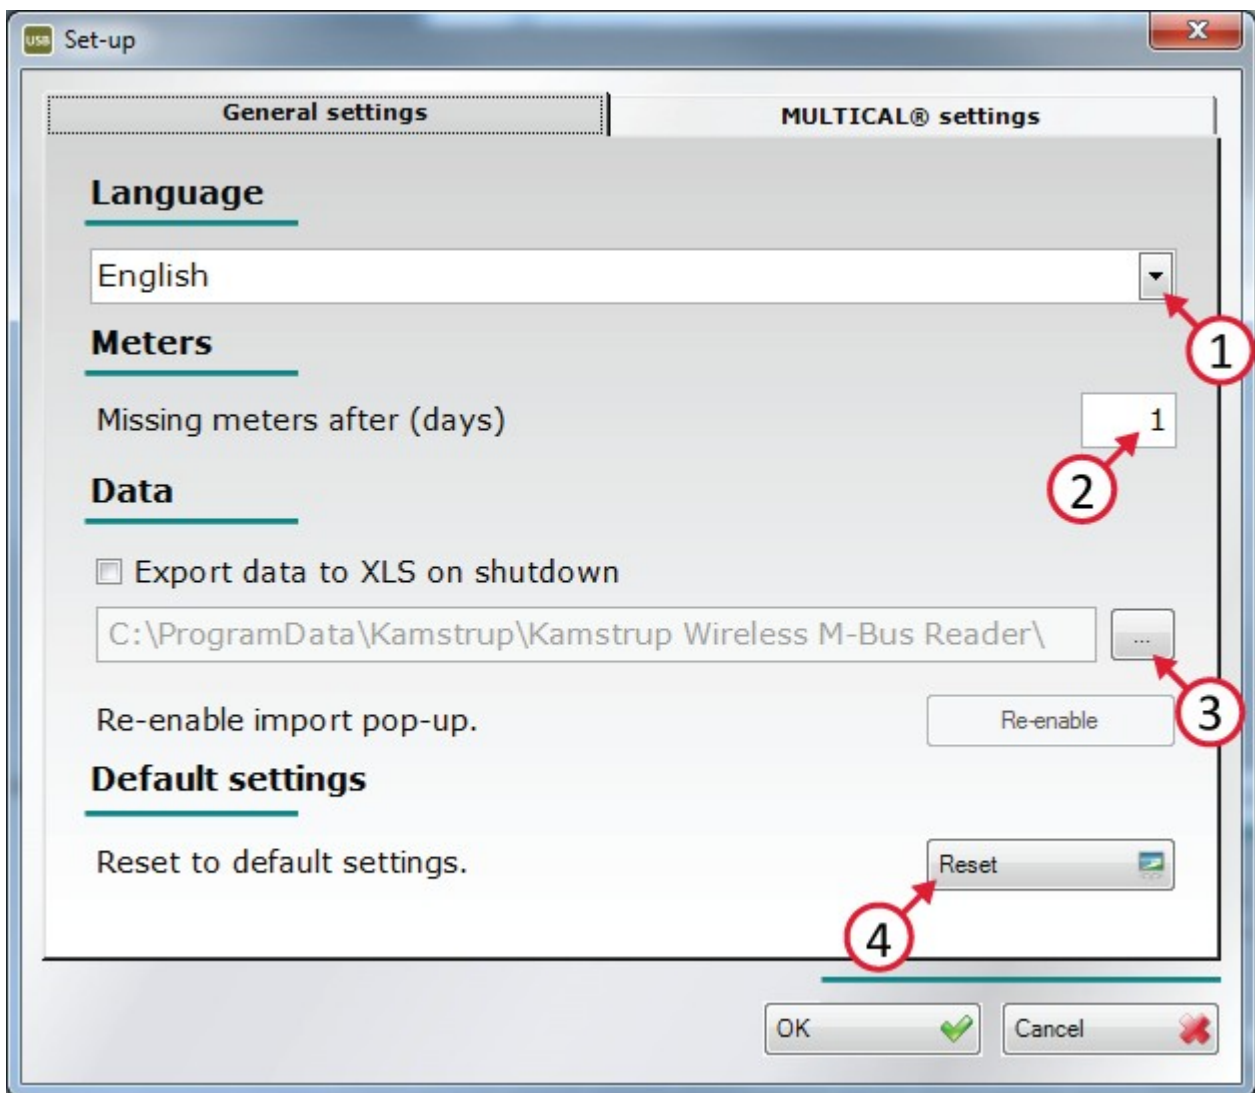 USB Set-up
General settings
MULTICAL® settings
Language
English
1
Meters
Missing meters after (days)
1
2
Data
Export data to XLS on shutdown
C:\ProgramData\Kamstrup\Kamstrup Wireless M-Bus Reader\
...
3
Re-enable import pop-up.
Re-enable
Default settings
Reset to default settings.
Reset
4
OK
Cancel